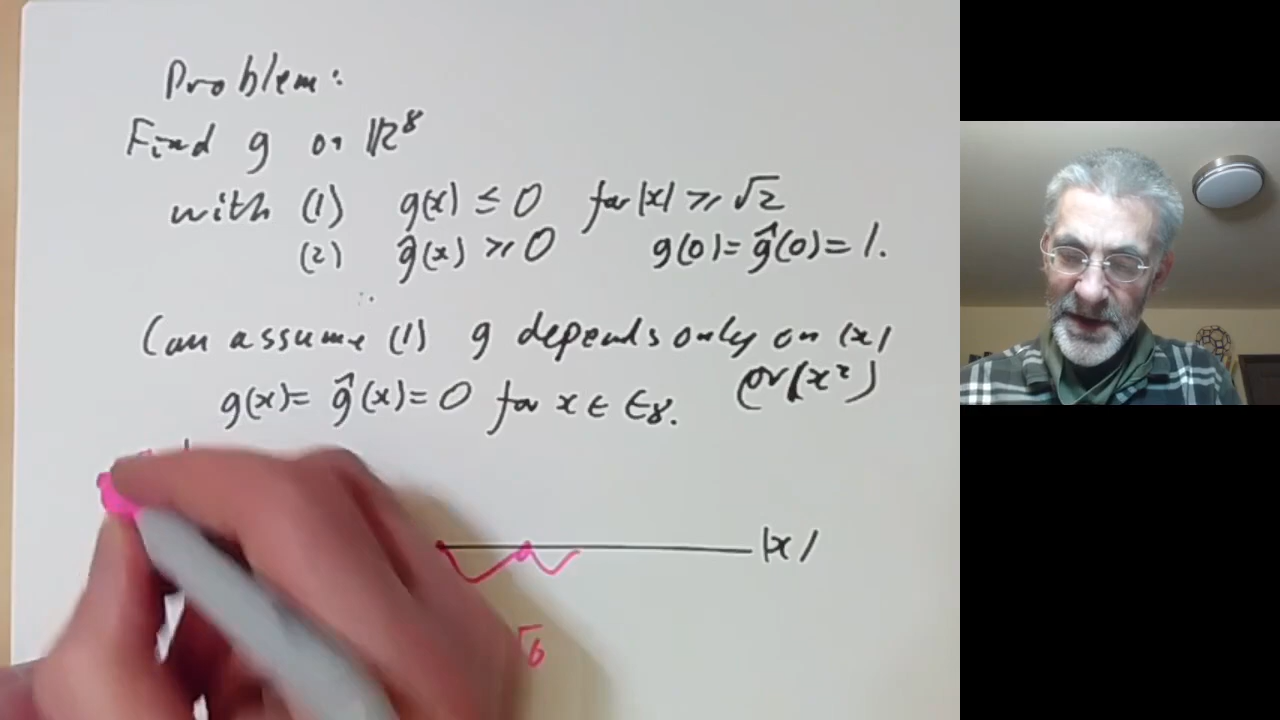 Problem:
Find g on ℝ⁸
with (1) g(x) ≤ 0 for |x| ≥ √2
(2) ĝ(x) ≥ 0 g(0) = ĝ(0) = 1.
Can assume (1) g depends only on |x|
(or (x²)
g(x) = ĝ(x) = 0 for x ∈ E₈.
|x|
√6